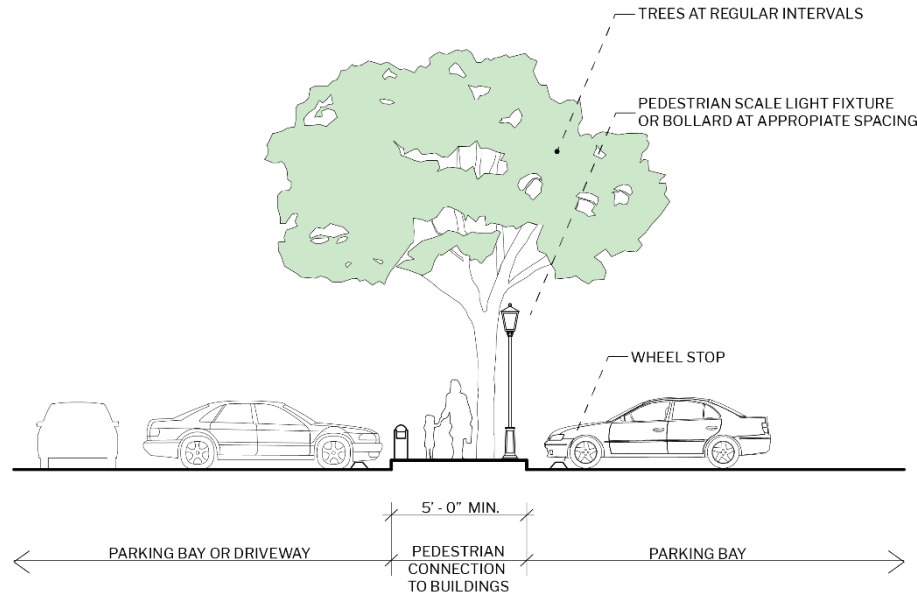 TREES AT REGULAR INTERVALS
PEDESTRIAN SCALE LIGHT FIXTURE
OR BOLLARD AT APPROPIATE SPACING
WHEEL STOP
5' - 0" MIN.
PARKING BAY OR DRIVEWAY
PEDESTRIAN
CONNECTION
TO BUILDINGS
PARKING BAY